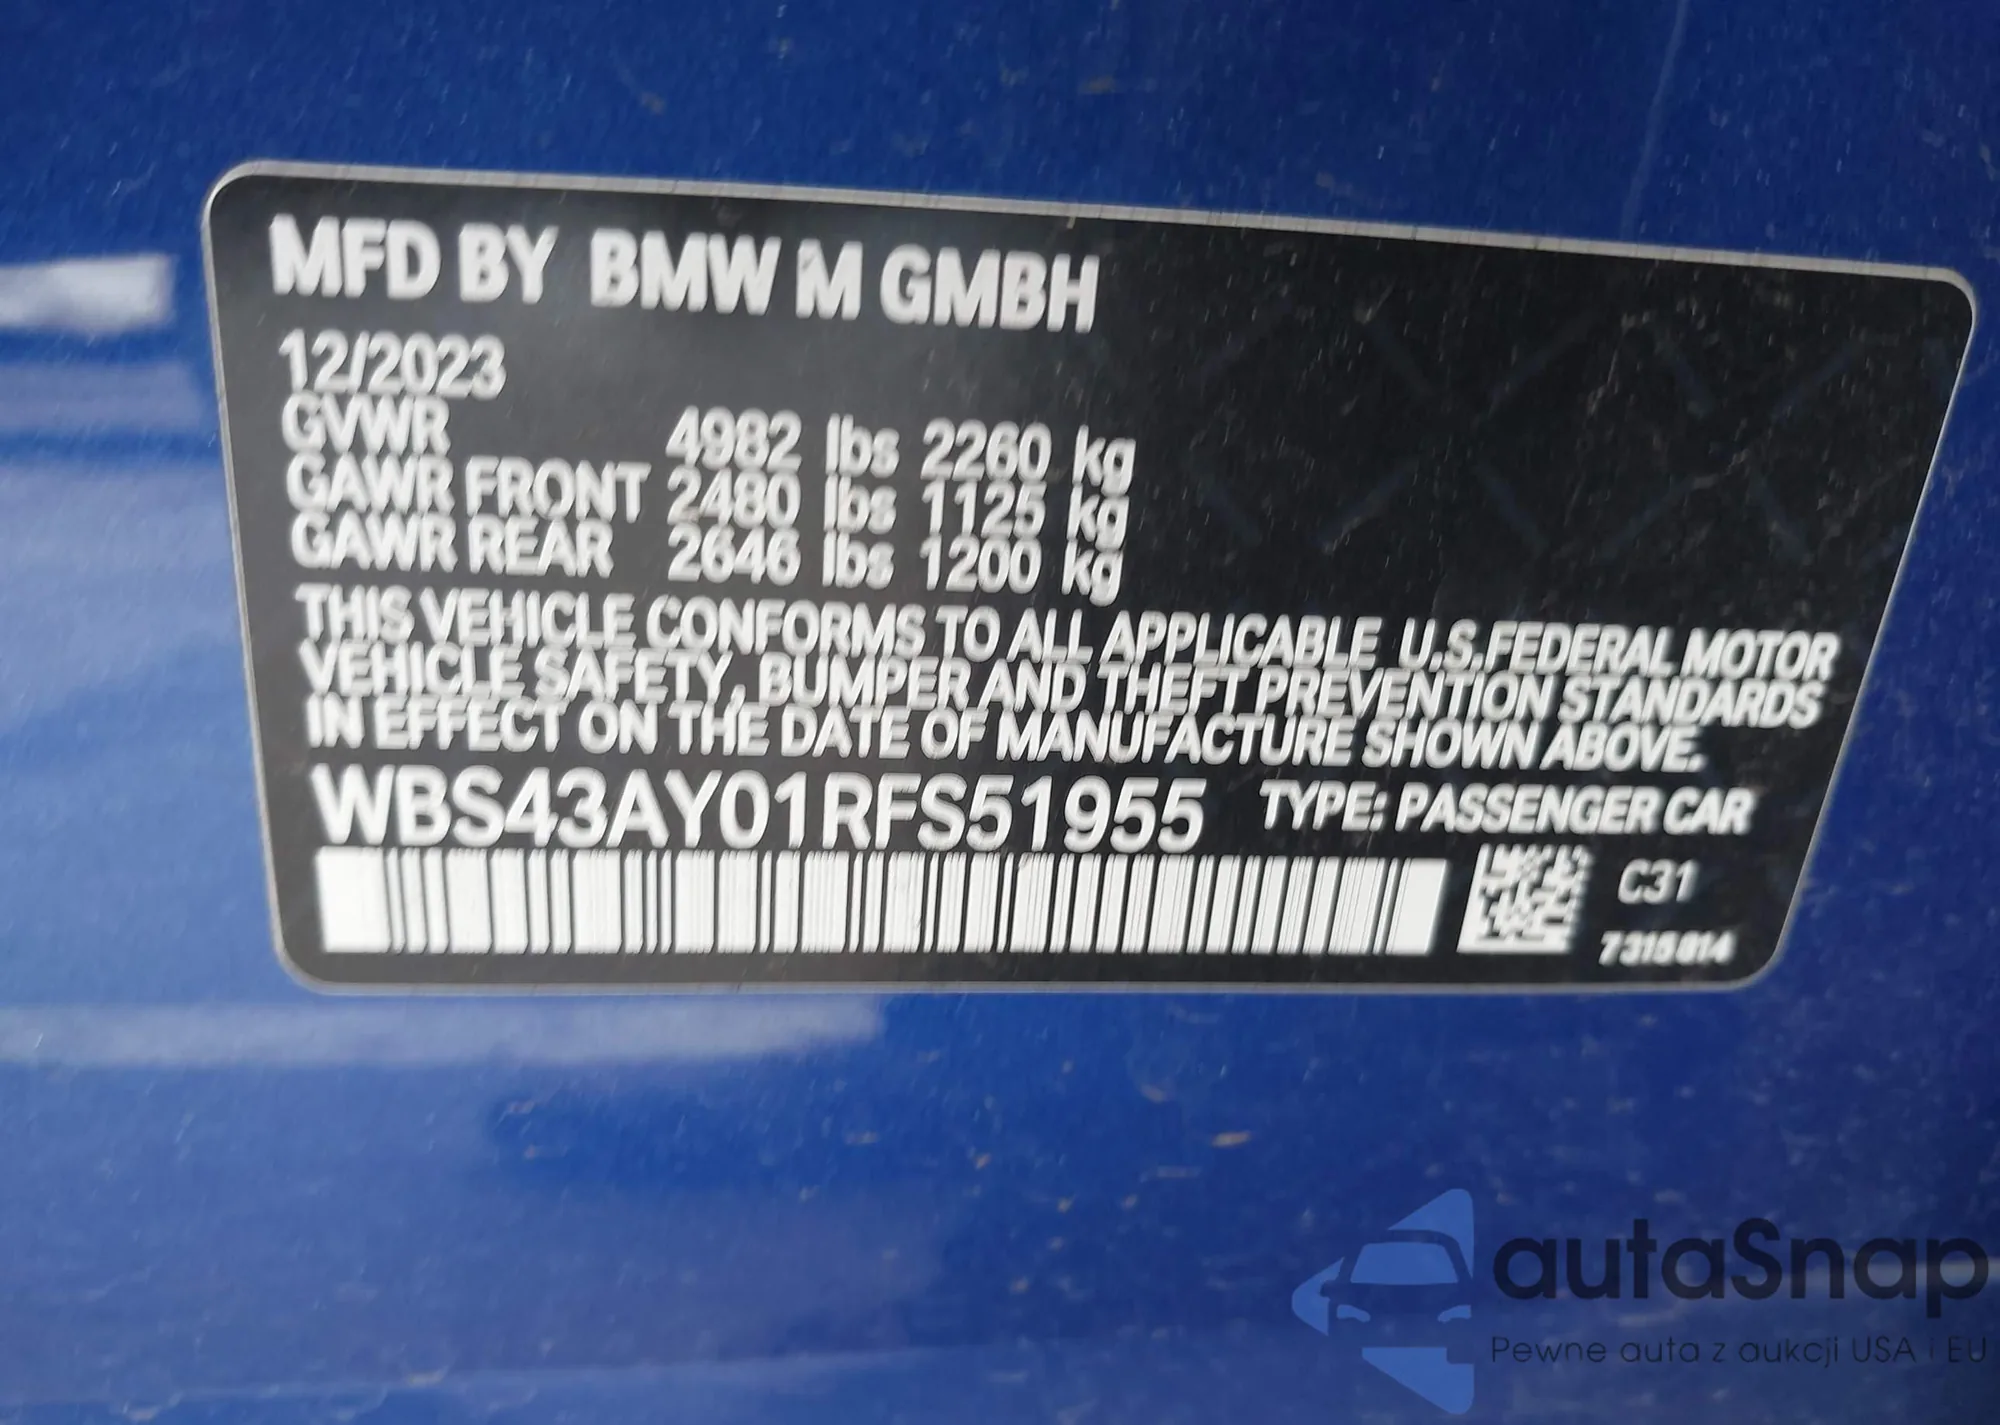 MFD BY BMW M GMBH
12/2023
GVWR 4982 lbs 2260 kg
GAWR FRONT 2480 lbs 1125 kg
GAWR REAR 2646 lbs 1200 kg
THIS VEHICLE CONFORMS TO ALL APPLICABLE U.S.FEDERAL MOTOR
VEHICLE SAFETY, BUMPER AND THEFT PREVENTION STANDARDS
IN EFFECT ON THE DATE OF MANUFACTURE SHOWN ABOVE.
WBS43AY01RFS51955 TYPE: PASSENGER CAR
C31
7315814
autaSnap
Pewne auta z aukcji USA i EU